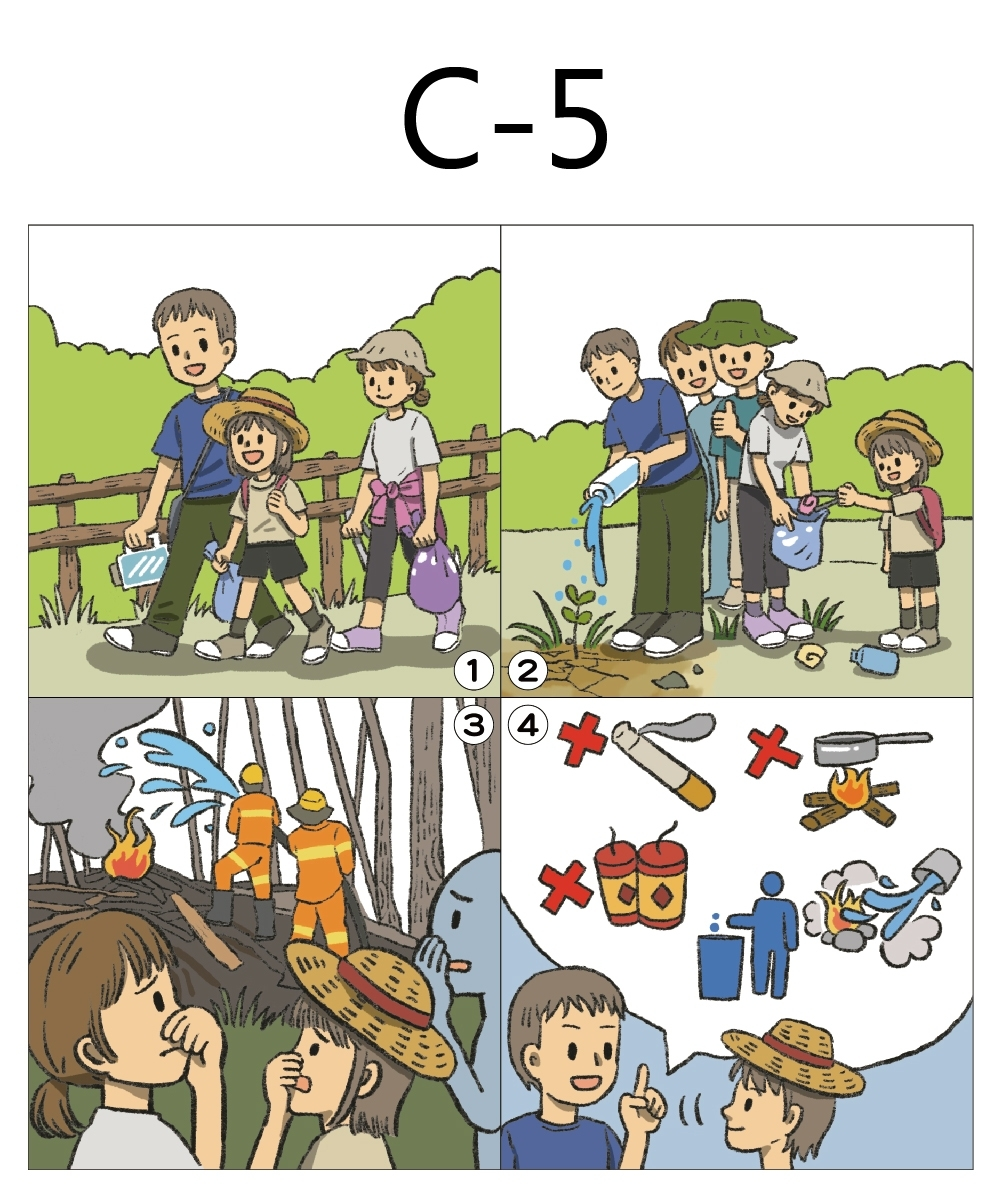 C-5
① ②
③ ④